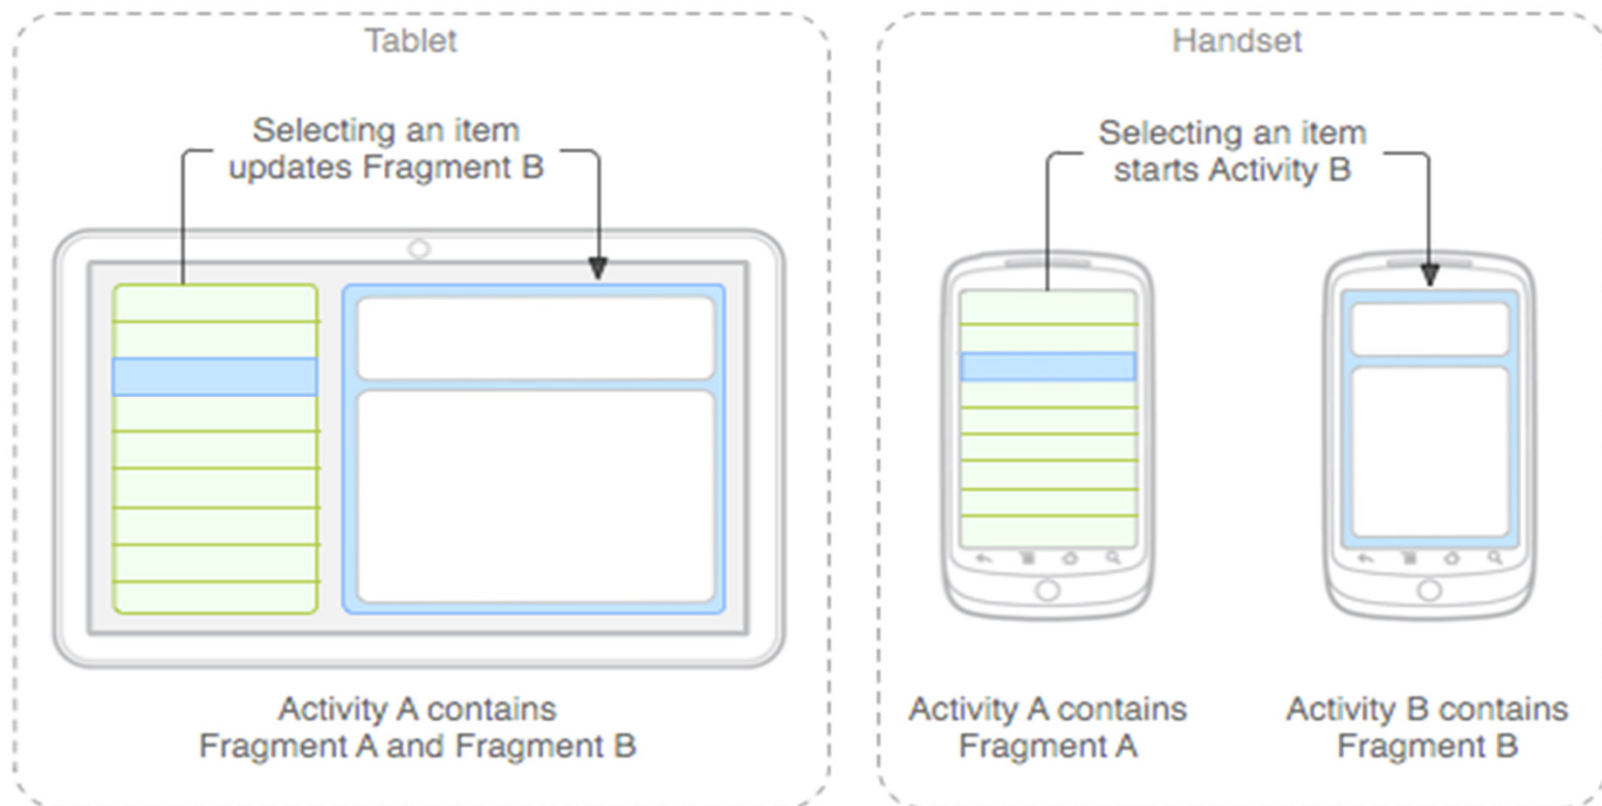 Tablet
Selecting an item
updates Fragment B
Activity A contains
Fragment A and Fragment B
Handset
Selecting an item
starts Activity B
Activity A contains
Fragment A
Activity B contains
Fragment B